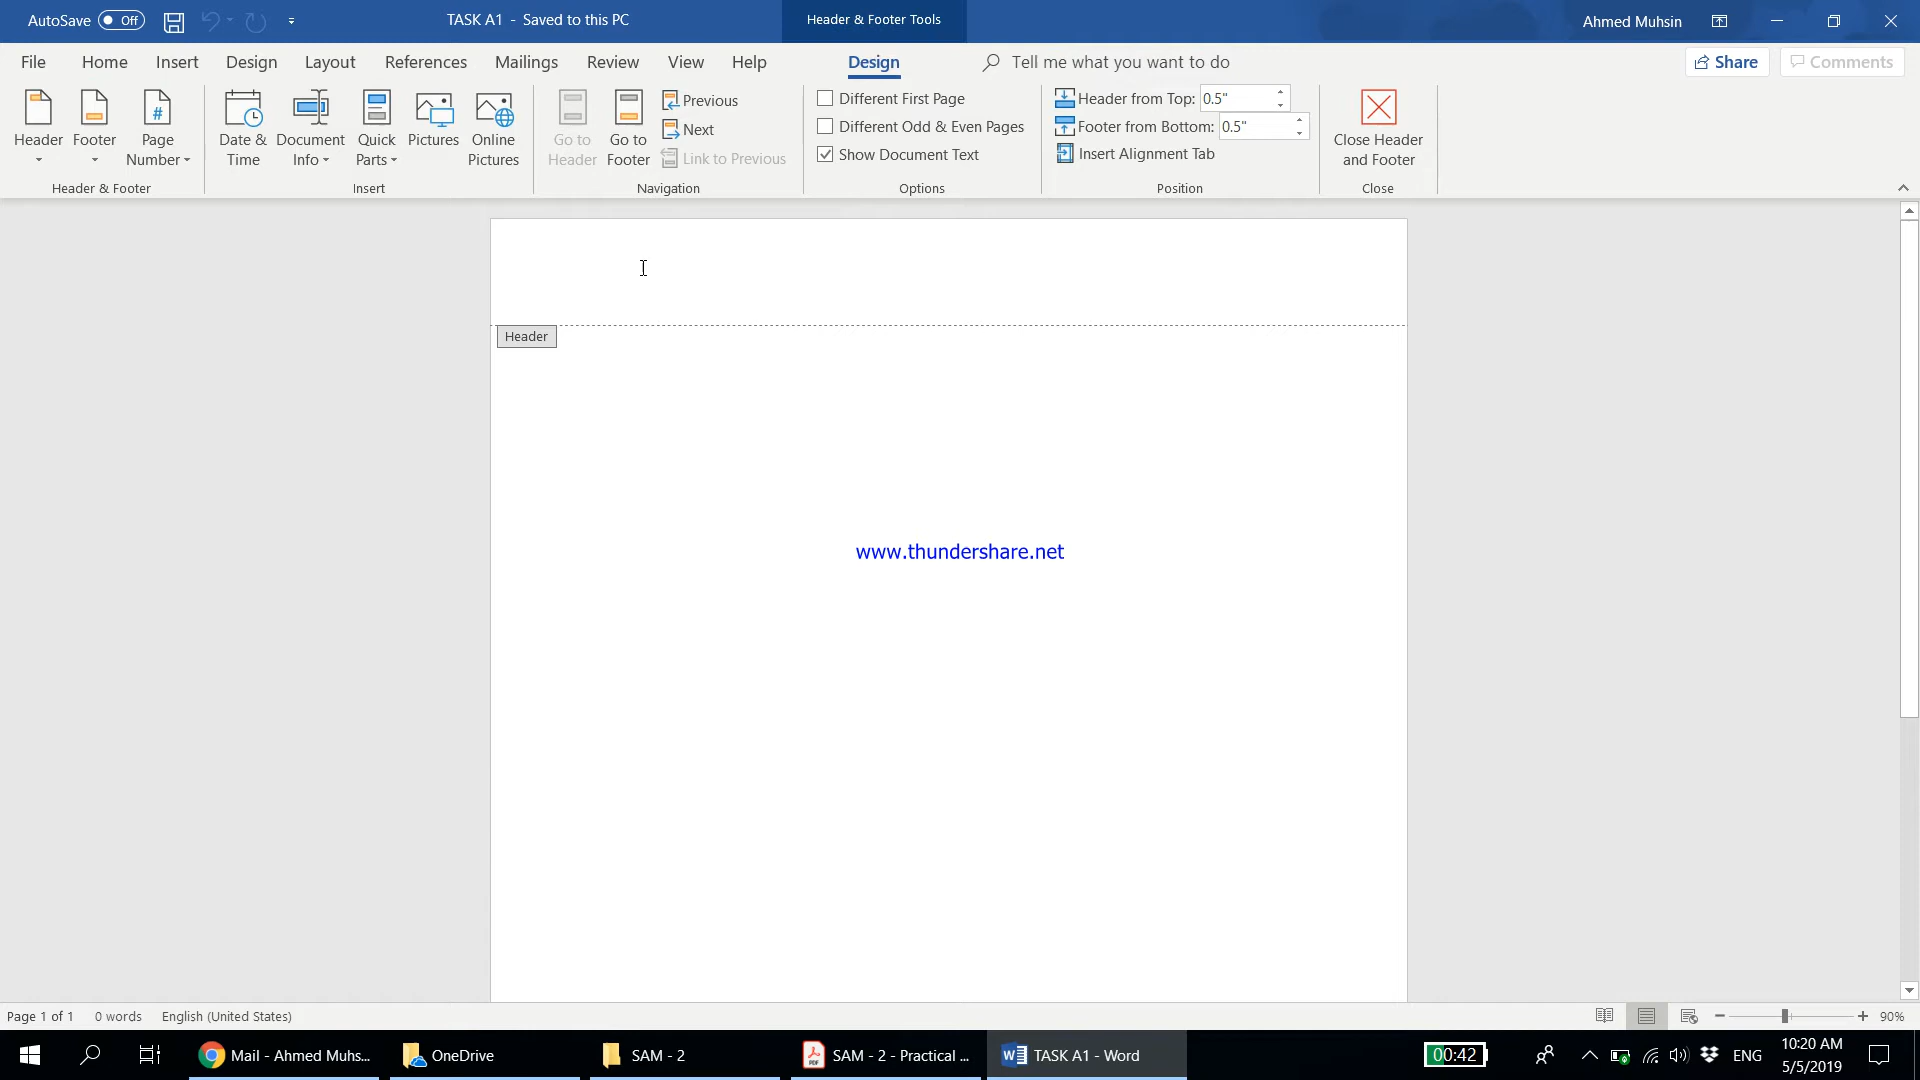 AutoSave Off
TASK A1 - Saved to this PC
Header & Footer Tools
Ahmed Muhsin
File Home Insert Design Layout References Mailings Review View Help Design Tell me what you want to do Share Comments
Header
Footer
Page Number
Header & Footer
Date & Time
Document Info
Quick Parts
Pictures
Online Pictures
Insert
Go to Header
Go to Footer
Previous
Next
Link to Previous
Navigation
Different First Page
Different Odd & Even Pages
Show Document Text
Options
Header from Top: 0.5"
Footer from Bottom: 0.5"
Insert Alignment Tab
Position
Close Header and Footer
Close
Header
www.thundershare.net
Page 1 of 1 0 words English (United States) 90%
Mail - Ahmed Muhs... OneDrive SAM - 2 SAM - 2 - Practical ... TASK A1 - Word
00:42
ENG
10:20 AM
5/5/2019